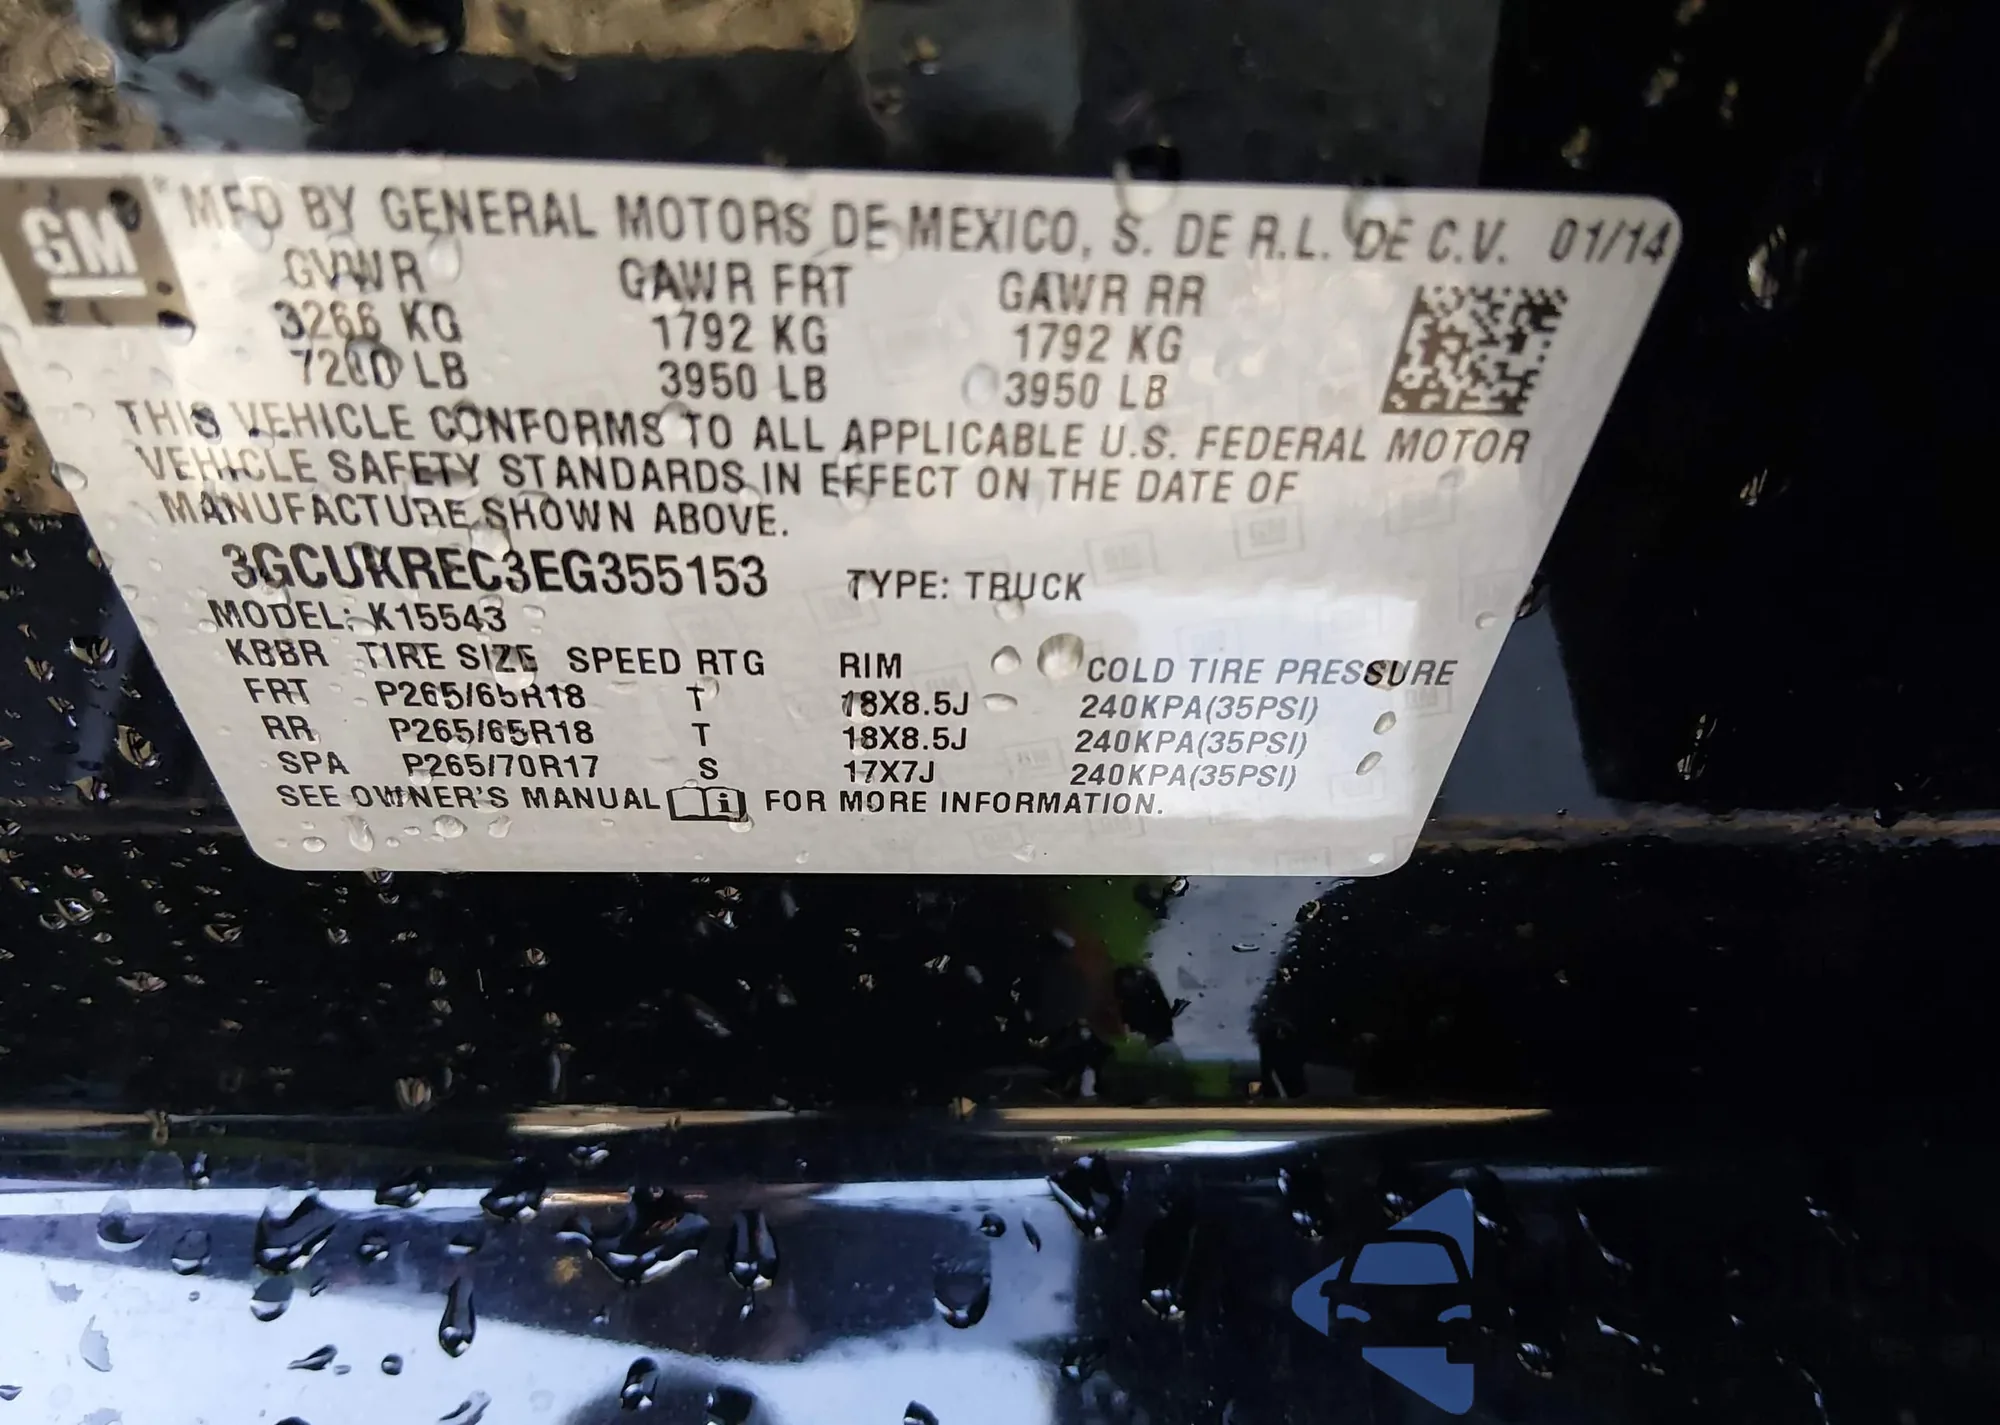 GM
MFD BY GENERAL MOTORS DE MEXICO, S. DE R.L. DE C.V. 01/14
GVWR GAWR FRT GAWR RR
3266 KG 1792 KG 1792 KG
7200 LB 3950 LB 3950 LB
THIS VEHICLE CONFORMS TO ALL APPLICABLE U.S. FEDERAL MOTOR
VEHICLE SAFETY STANDARDS IN EFFECT ON THE DATE OF
MANUFACTURE SHOWN ABOVE.
3GCUKREC3EG355153 TYPE: TRUCK
MODEL: K15543
KBBR TIRE SIZE SPEED RTG RIM COLD TIRE PRESSURE
FRT P265/65R18 T 18X8.5J 240KPA(35PSI)
RR P265/65R18 T 18X8.5J 240KPA(35PSI)
SPA P265/70R17 S 17X7J 240KPA(35PSI)
SEE OWNER'S MANUAL i FOR MORE INFORMATION.